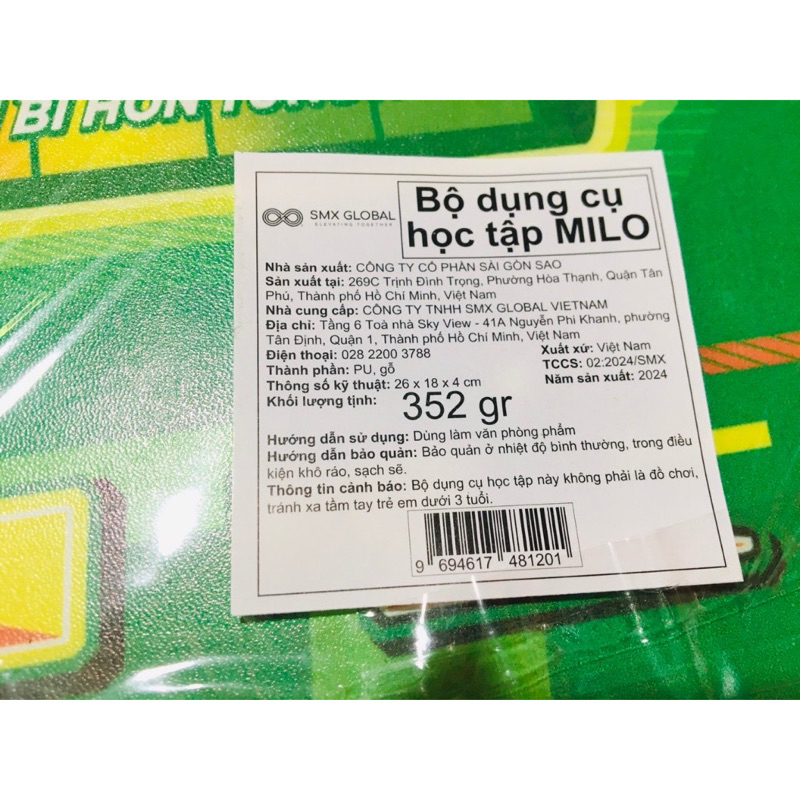 BÍ HON
SMX GLOBAL
ELEVATING TOGETHER
Bộ dụng cụ
học tập MILO
Nhà sản xuất: CÔNG TY CỔ PHẦN SÀI GÒN SAO
Sản xuất tại: 269C Trịnh Đình Trọng, Phường Hòa Thạnh, Quận Tân
Phú, Thành phố Hồ Chí Minh, Việt Nam
Nhà cung cấp: CÔNG TY TNHH SMX GLOBAL VIETNAM
Địa chỉ: Tầng 6 Toà nhà Sky View - 41A Nguyễn Phi Khanh, phường
Tân Định, Quận 1, Thành phố Hồ Chí Minh, Việt Nam
Điện thoại: 028 2200 3788
Xuất xứ: Việt Nam
Thành phần: PU, gỗ
TCCS: 02:2024/SMX
Thông số kỹ thuật: 26 x 18 x 4 cm
Năm sản xuất: 2024
Khối lượng tịnh: 352 gr
Hướng dẫn sử dụng: Dùng làm văn phòng phẩm
Hướng dẫn bảo quản: Bảo quản ở nhiệt độ bình thường, trong điều
kiện khô ráo, sạch sẽ.
Thông tin cảnh báo: Bộ dụng cụ học tập này không phải là đồ chơi,
tránh xa tầm tay trẻ em dưới 3 tuổi.
9 694617 481201